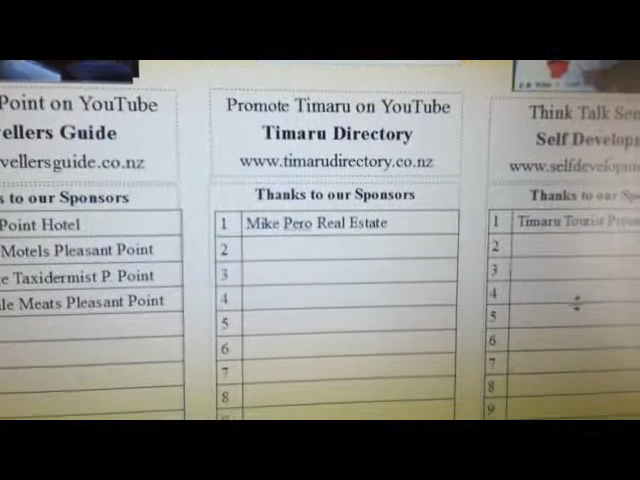 Point on YouTube
Guide
vellersguide.co.nz
to our Sponsors
Point Hotel
Motels Pleasant Point
Taxidermist P. Point
Meats Pleasant Point
Promote Timaru on YouTube
Timaru Directory
www.timarudirectory.co.nz
Thanks to our Sponsors
1 Mike Pero Real Estate
2
3
4
5
6
7
8
Think Talk
Self
www.selfdevelopm
Thanks to our
1 Timaru Tourist
2
3
4
5
6
7
8
9